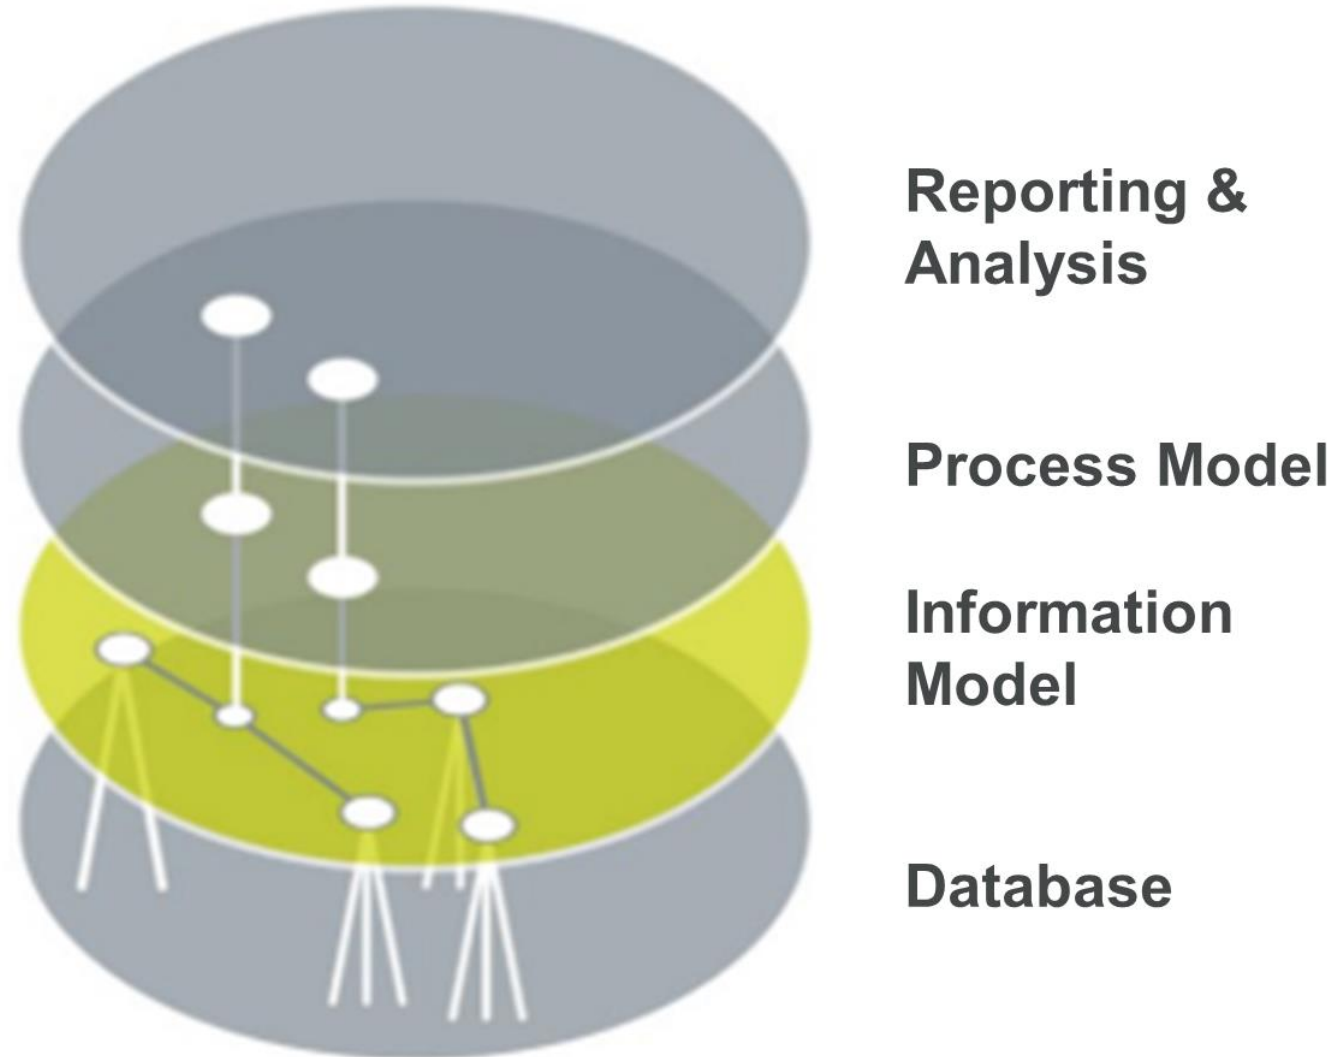 Reporting &
Analysis
Process Model
Information
Model
Database